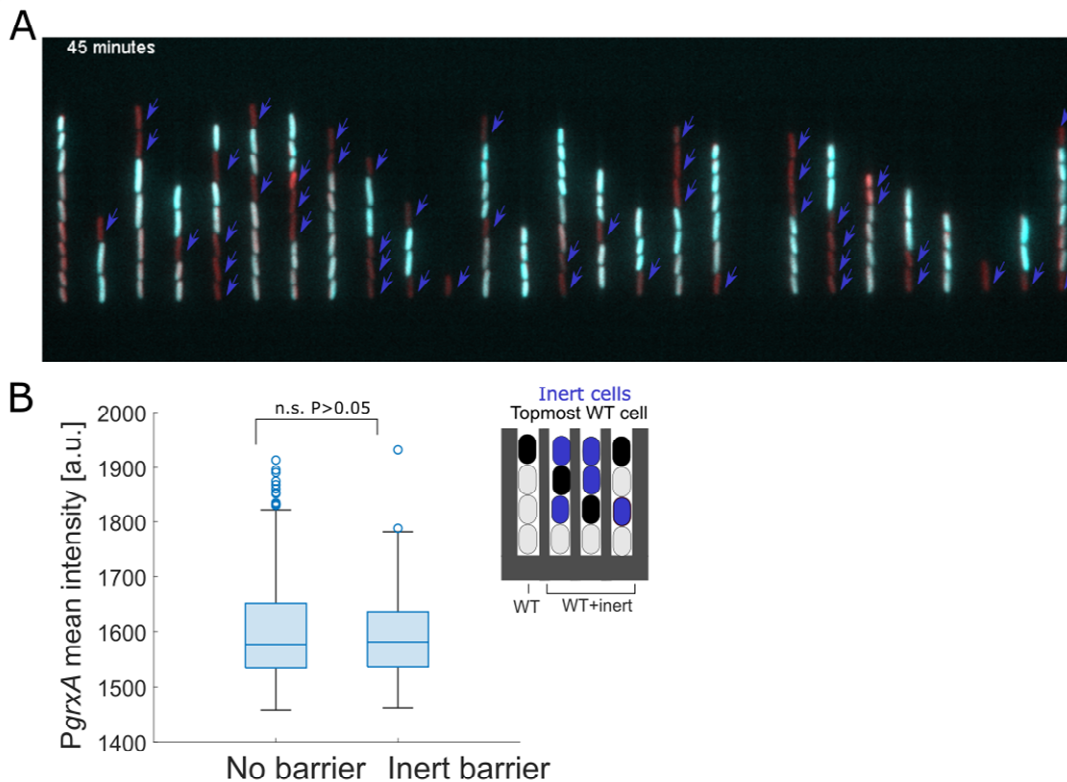 A
45 minutes
B
PgrxA mean intensity [a.u.]
2000
1900
1800
1700
1600
1500
1400
n.s. P>0.05
No barrier
Inert barrier
Inert cells
Topmost WT cell
WT
WT+inert